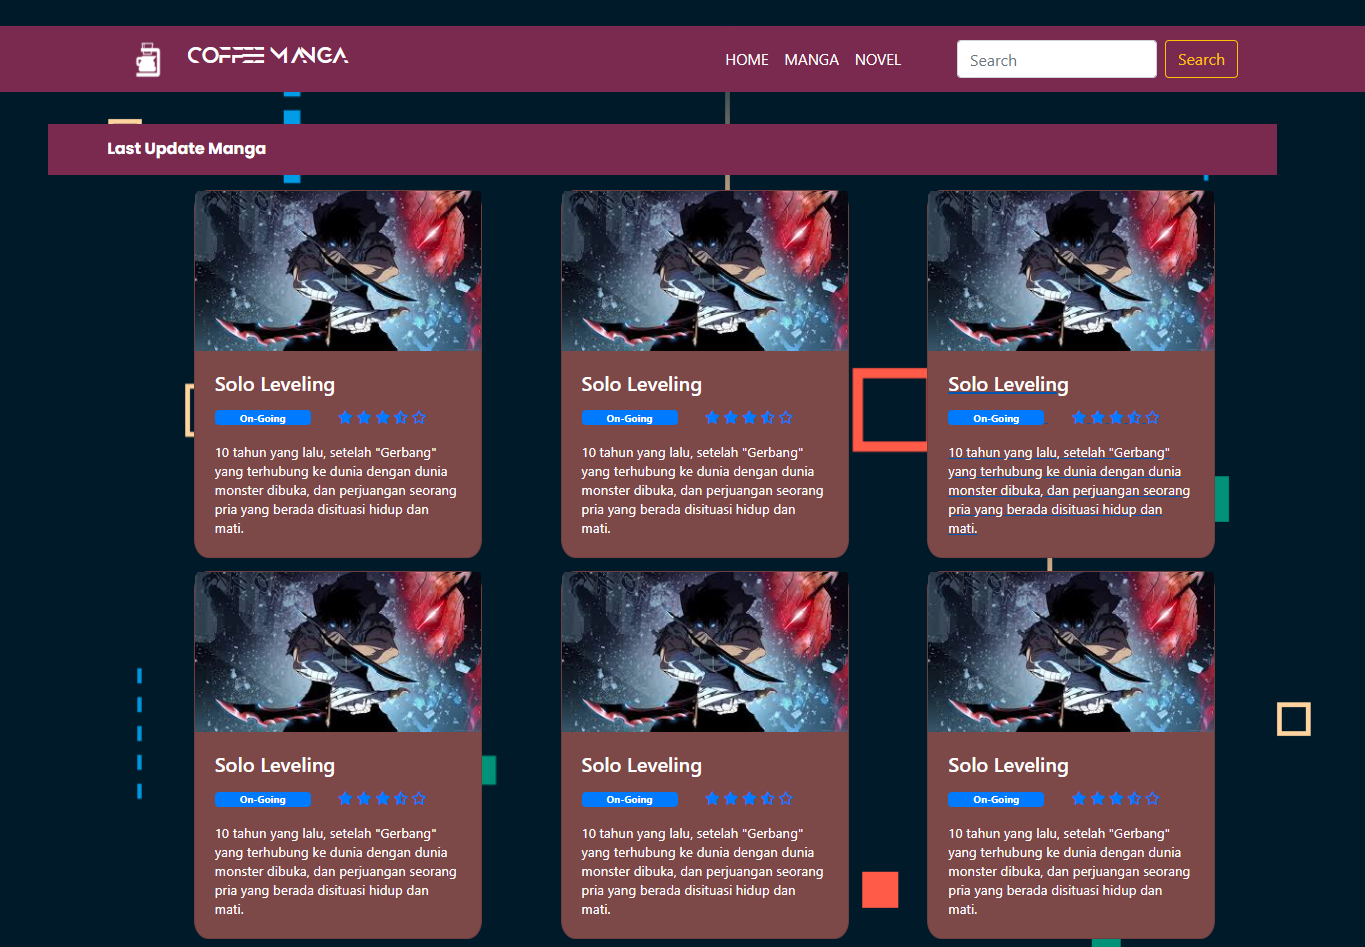 COFFEE MANGA
HOME MANGA NOVEL Search Search
Last Update Manga
Solo Leveling
On-Going
10 tahun yang lalu, setelah "Gerbang"
yang terhubung ke dunia dengan dunia
monster dibuka, dan perjuangan seorang
pria yang berada disituasi hidup dan
mati.
Solo Leveling
On-Going
10 tahun yang lalu, setelah "Gerbang"
yang terhubung ke dunia dengan dunia
monster dibuka, dan perjuangan seorang
pria yang berada disituasi hidup dan
mati.
Solo Leveling
On-Going
10 tahun yang lalu, setelah "Gerbang"
yang terhubung ke dunia dengan dunia
monster dibuka, dan perjuangan seorang
pria yang berada disituasi hidup dan
mati.
Solo Leveling
On-Going
10 tahun yang lalu, setelah "Gerbang"
yang terhubung ke dunia dengan dunia
monster dibuka, dan perjuangan seorang
pria yang berada disituasi hidup dan
mati.
Solo Leveling
On-Going
10 tahun yang lalu, setelah "Gerbang"
yang terhubung ke dunia dengan dunia
monster dibuka, dan perjuangan seorang
pria yang berada disituasi hidup dan
mati.
Solo Leveling
On-Going
10 tahun yang lalu, setelah "Gerbang"
yang terhubung ke dunia dengan dunia
monster dibuka, dan perjuangan seorang
pria yang berada disituasi hidup dan
mati.